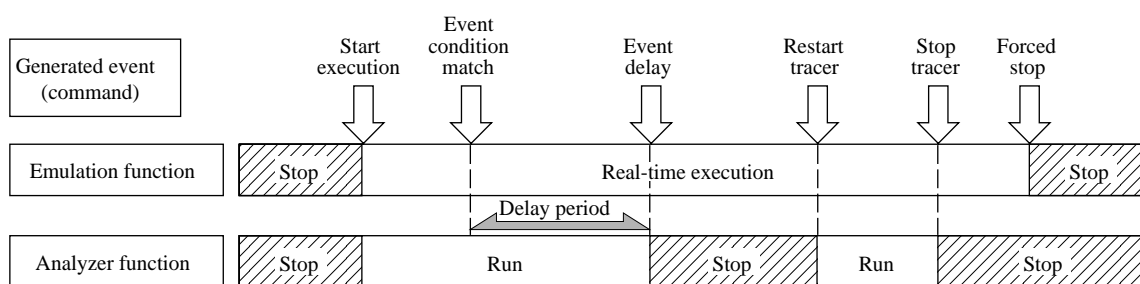 Generated event
(command)
Start
execution
Event
condition
match
Event
delay
Restart
tracer
Stop
tracer
Forced
stop
Emulation function
Stop
Real-time execution
Stop
Delay period
Analyzer function
Stop
Run
Stop
Run
Stop